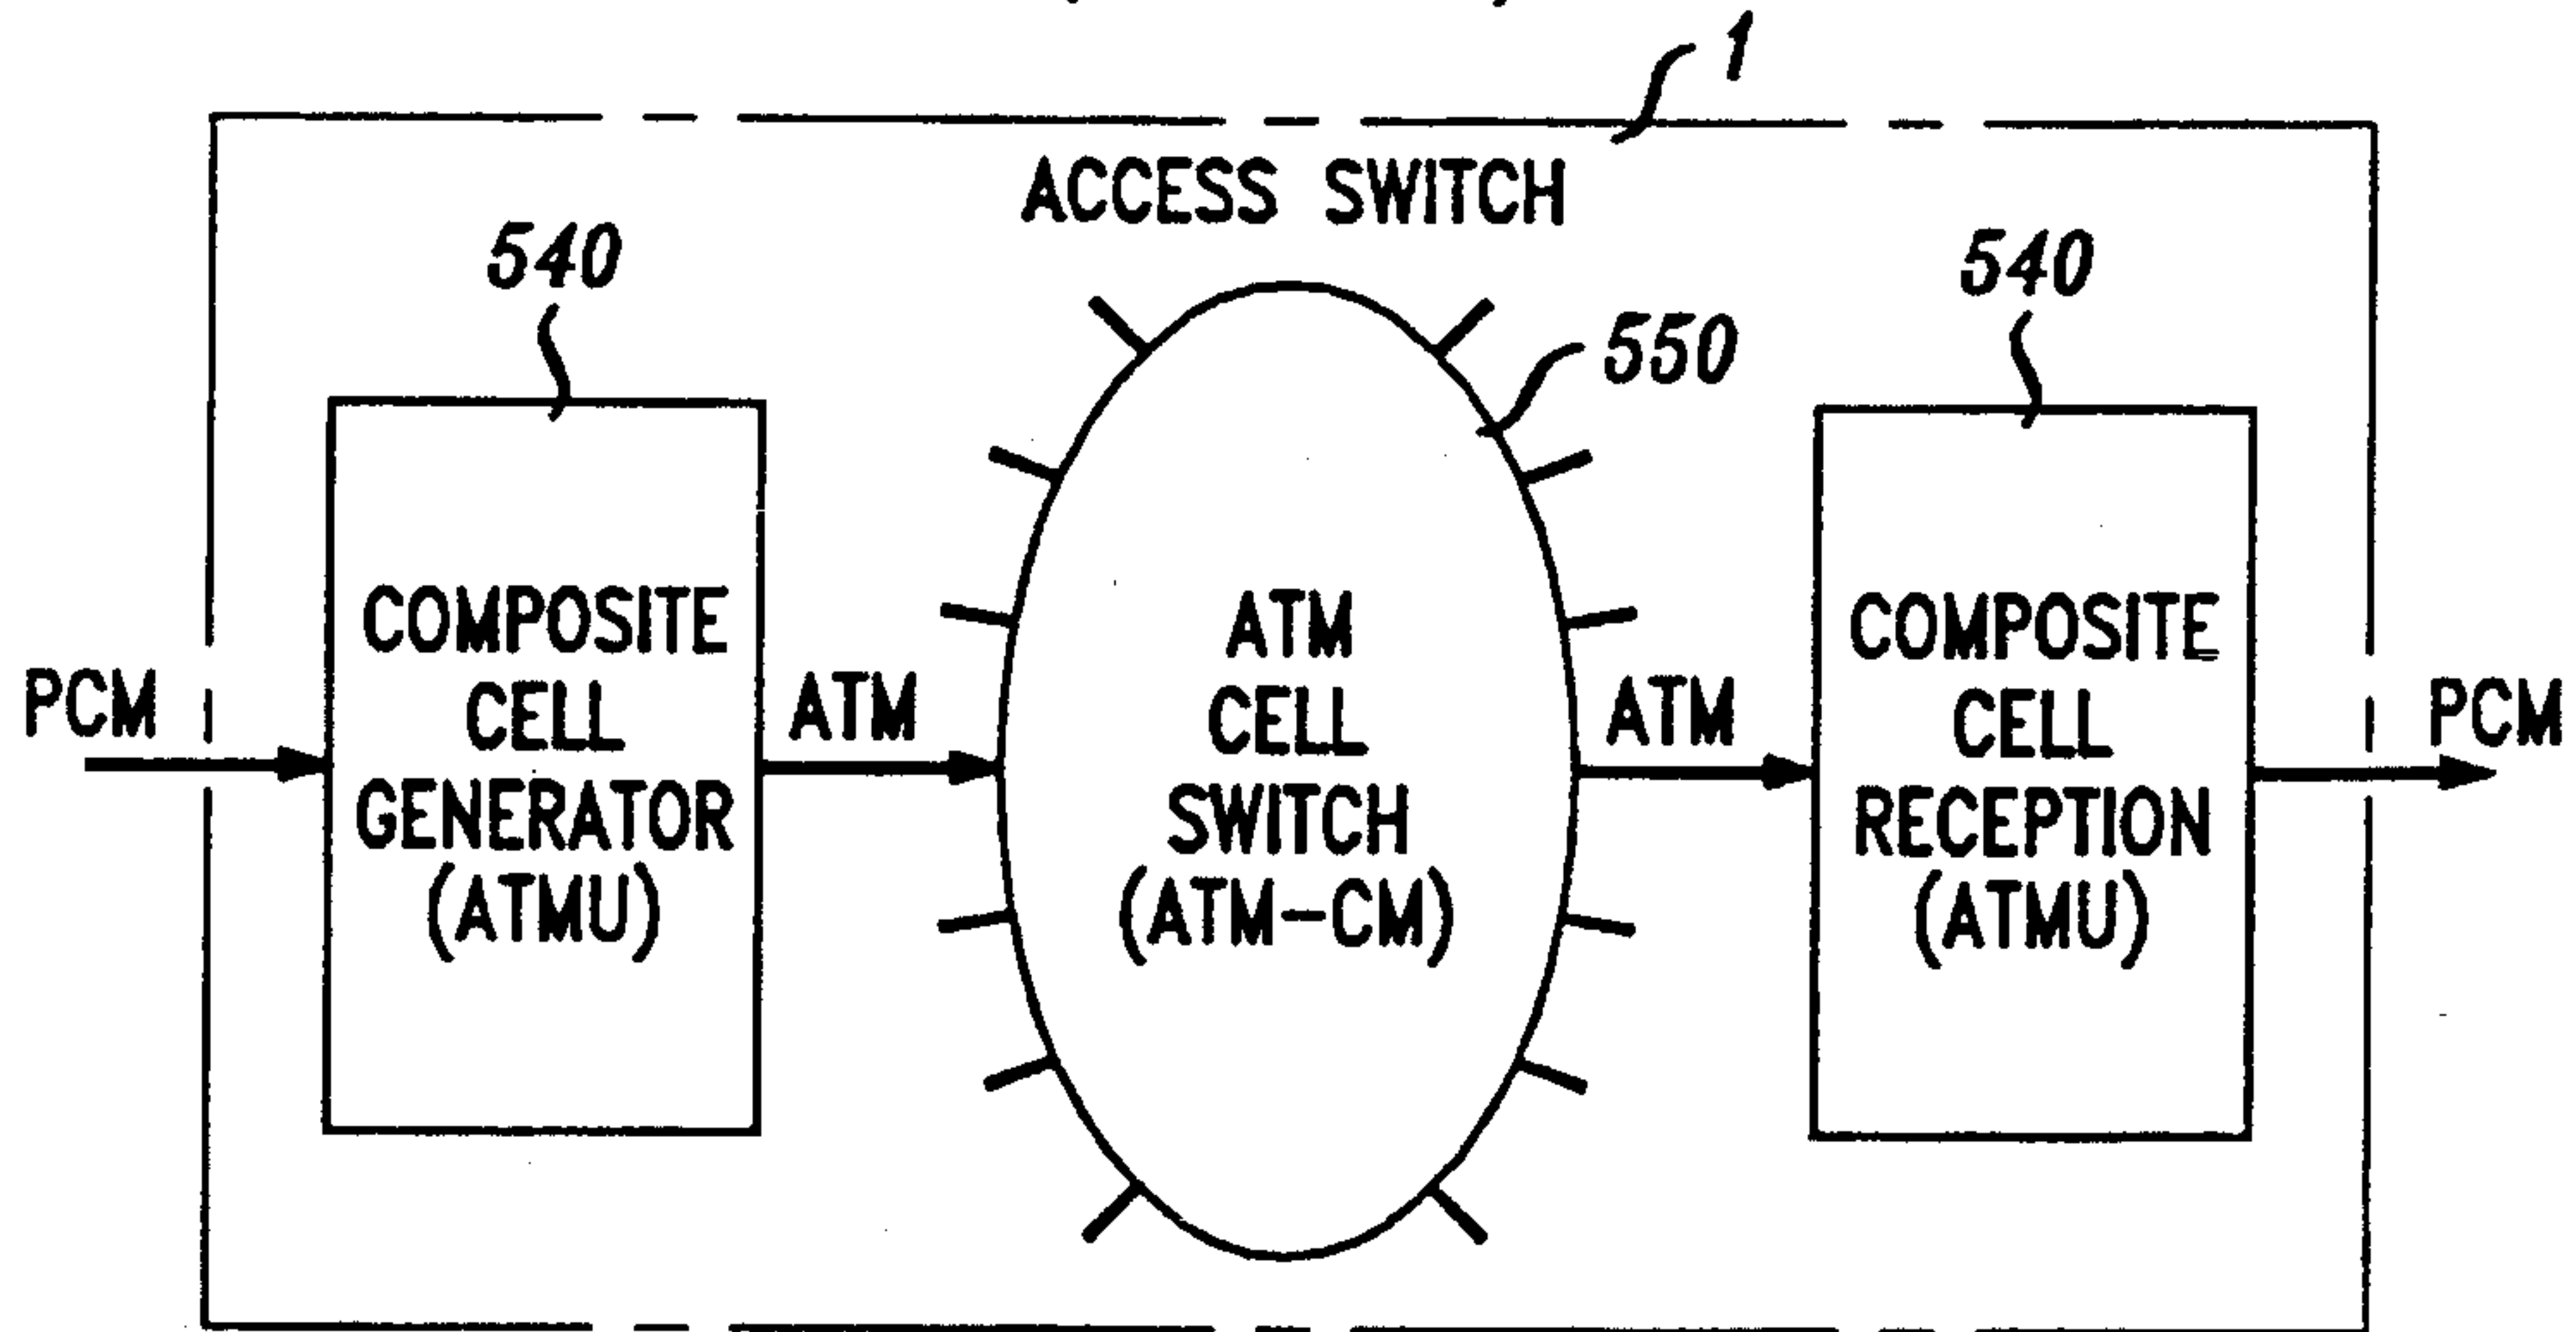 1
ACCESS SWITCH
540
550
540
PCM
COMPOSITE
CELL
GENERATOR
(ATMU)
ATM
ATM
CELL
SWITCH
(ATM-CM)
ATM
COMPOSITE
CELL
RECEPTION
(ATMU)
PCM